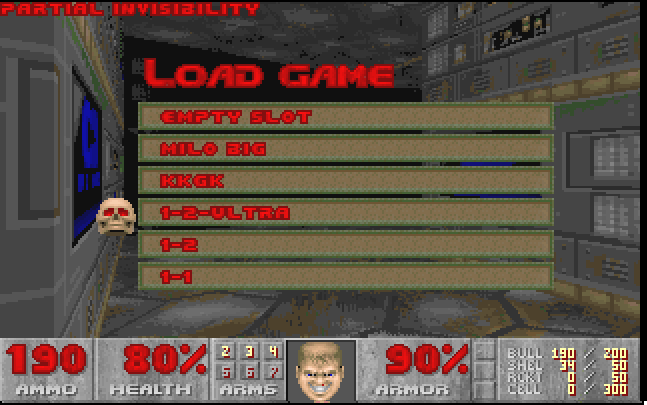 PARTIAL INVISIBILITY
LOAD GAME
EMPTY SLOT
MILO BIG
KKGK
1-2-ULTRA
1-2
1-1
190 80% 2 3 4 90% BULL 190 / 200
5 6 7 SHEL 34 / 50
RCKT 0 / 50
AMMO HEALTH ARMS ARMOR CELL 0 / 300